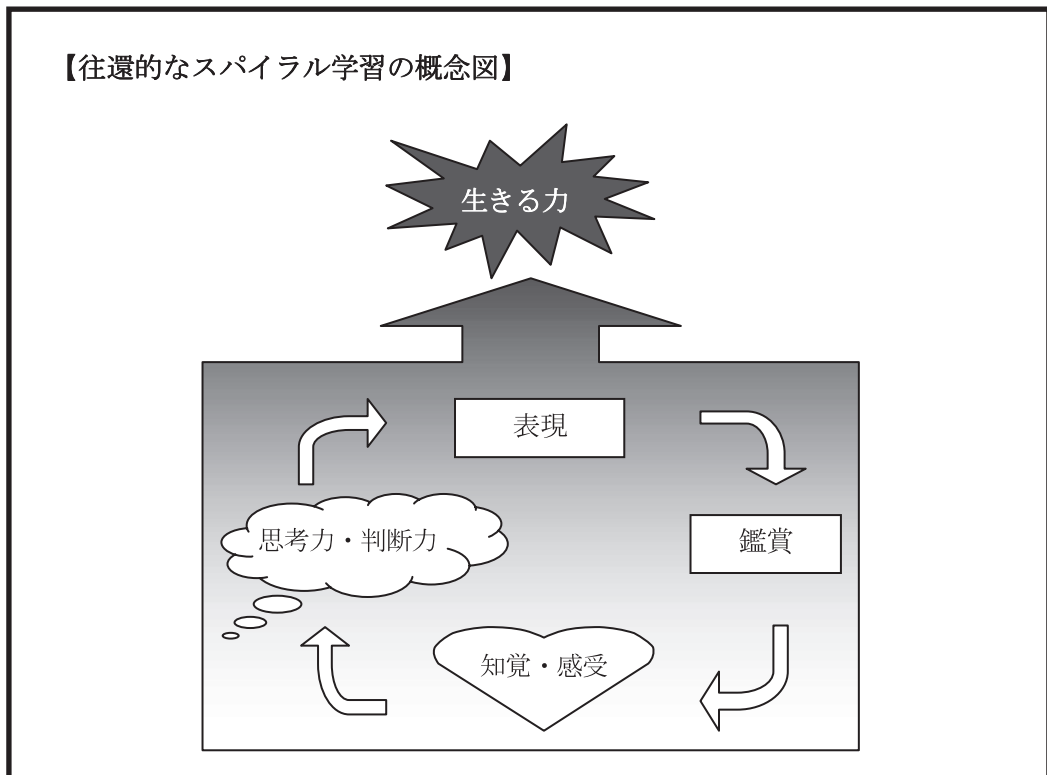 【往還的なスパイラル学習の概念図】
生きる力
表現
思考力・判断力
鑑賞
知覚・感受